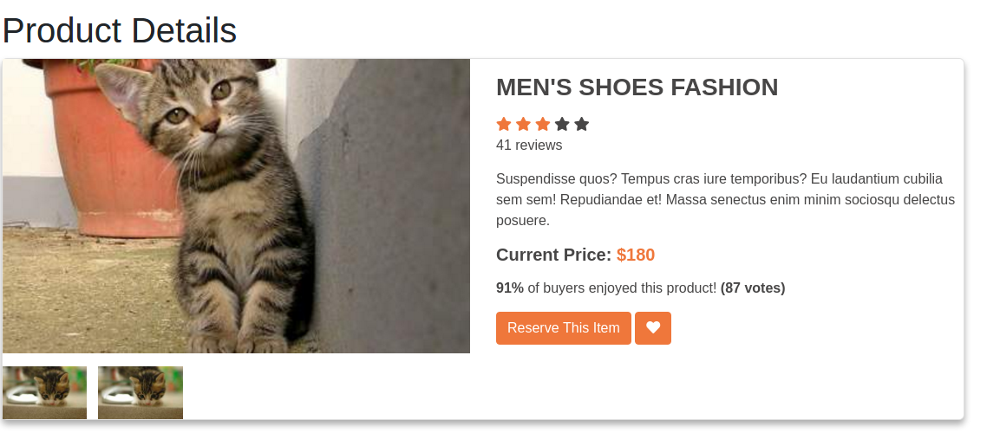 Product Details
MEN'S SHOES FASHION
41 reviews
Suspendisse quos? Tempus cras iure temporibus? Eu laudantium cubilia
sem sem! Repudiandae et! Massa senectus enim minim sociosqu delectus
posuere.
Current Price: $180
91% of buyers enjoyed this product! (87 votes)
Reserve This Item